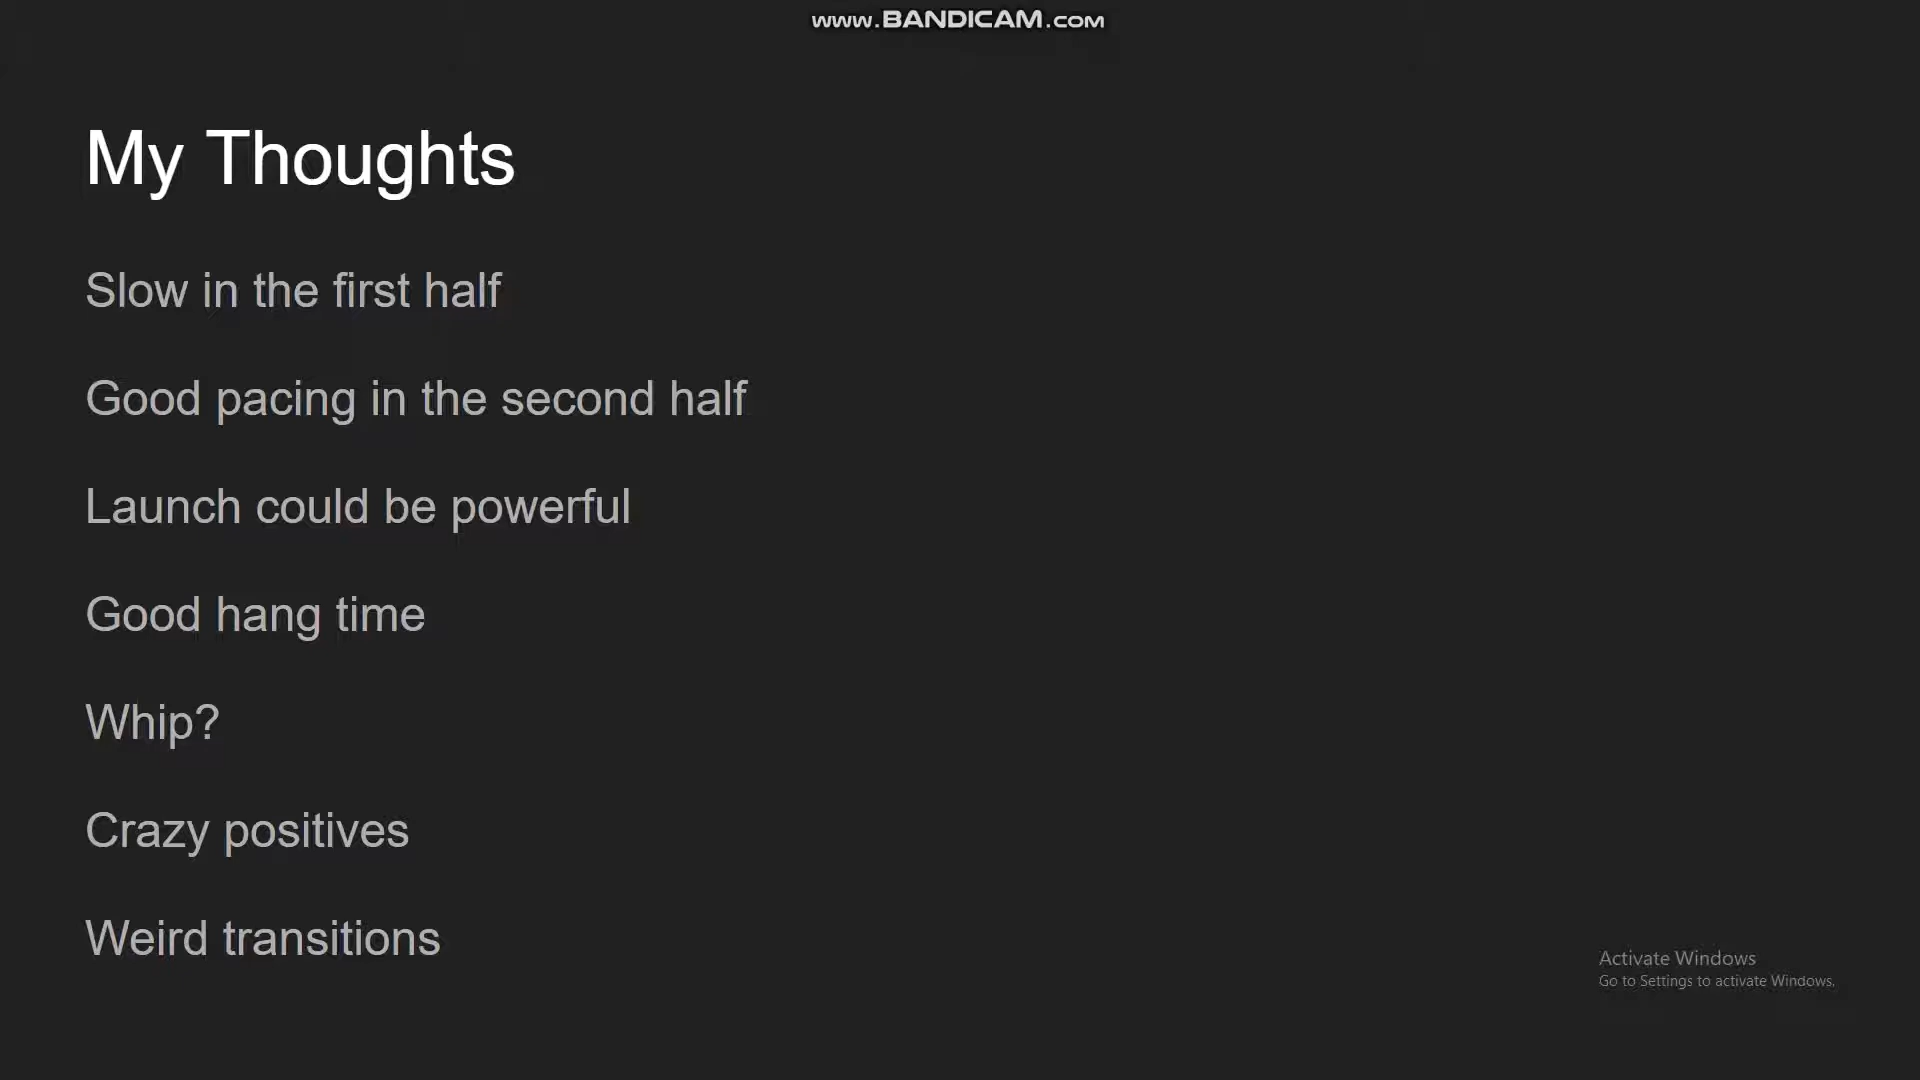 www.BANDICAM.com
My Thoughts
Slow in the first half
Good pacing in the second half
Launch could be powerful
Good hang time
Whip?
Crazy positives
Weird transitions
Activate Windows
Go to Settings to activate Windows.